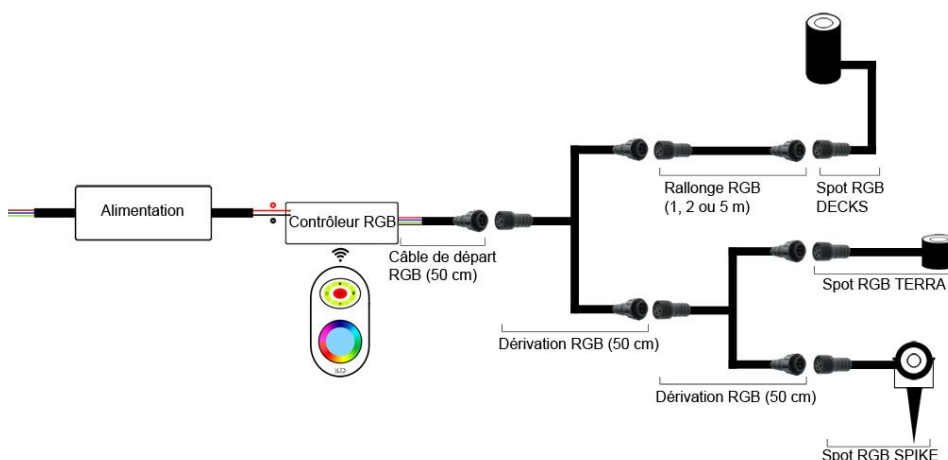 Alimentation
Contrôleur RGB
Câble de départ
RGB (50 cm)
Dérivation RGB (50 cm)
Rallonge RGB
(1, 2 ou 5 m)
Spot RGB
DECKS
Spot RGB TERRA
Dérivation RGB (50 cm)
Spot RGB SPIKE